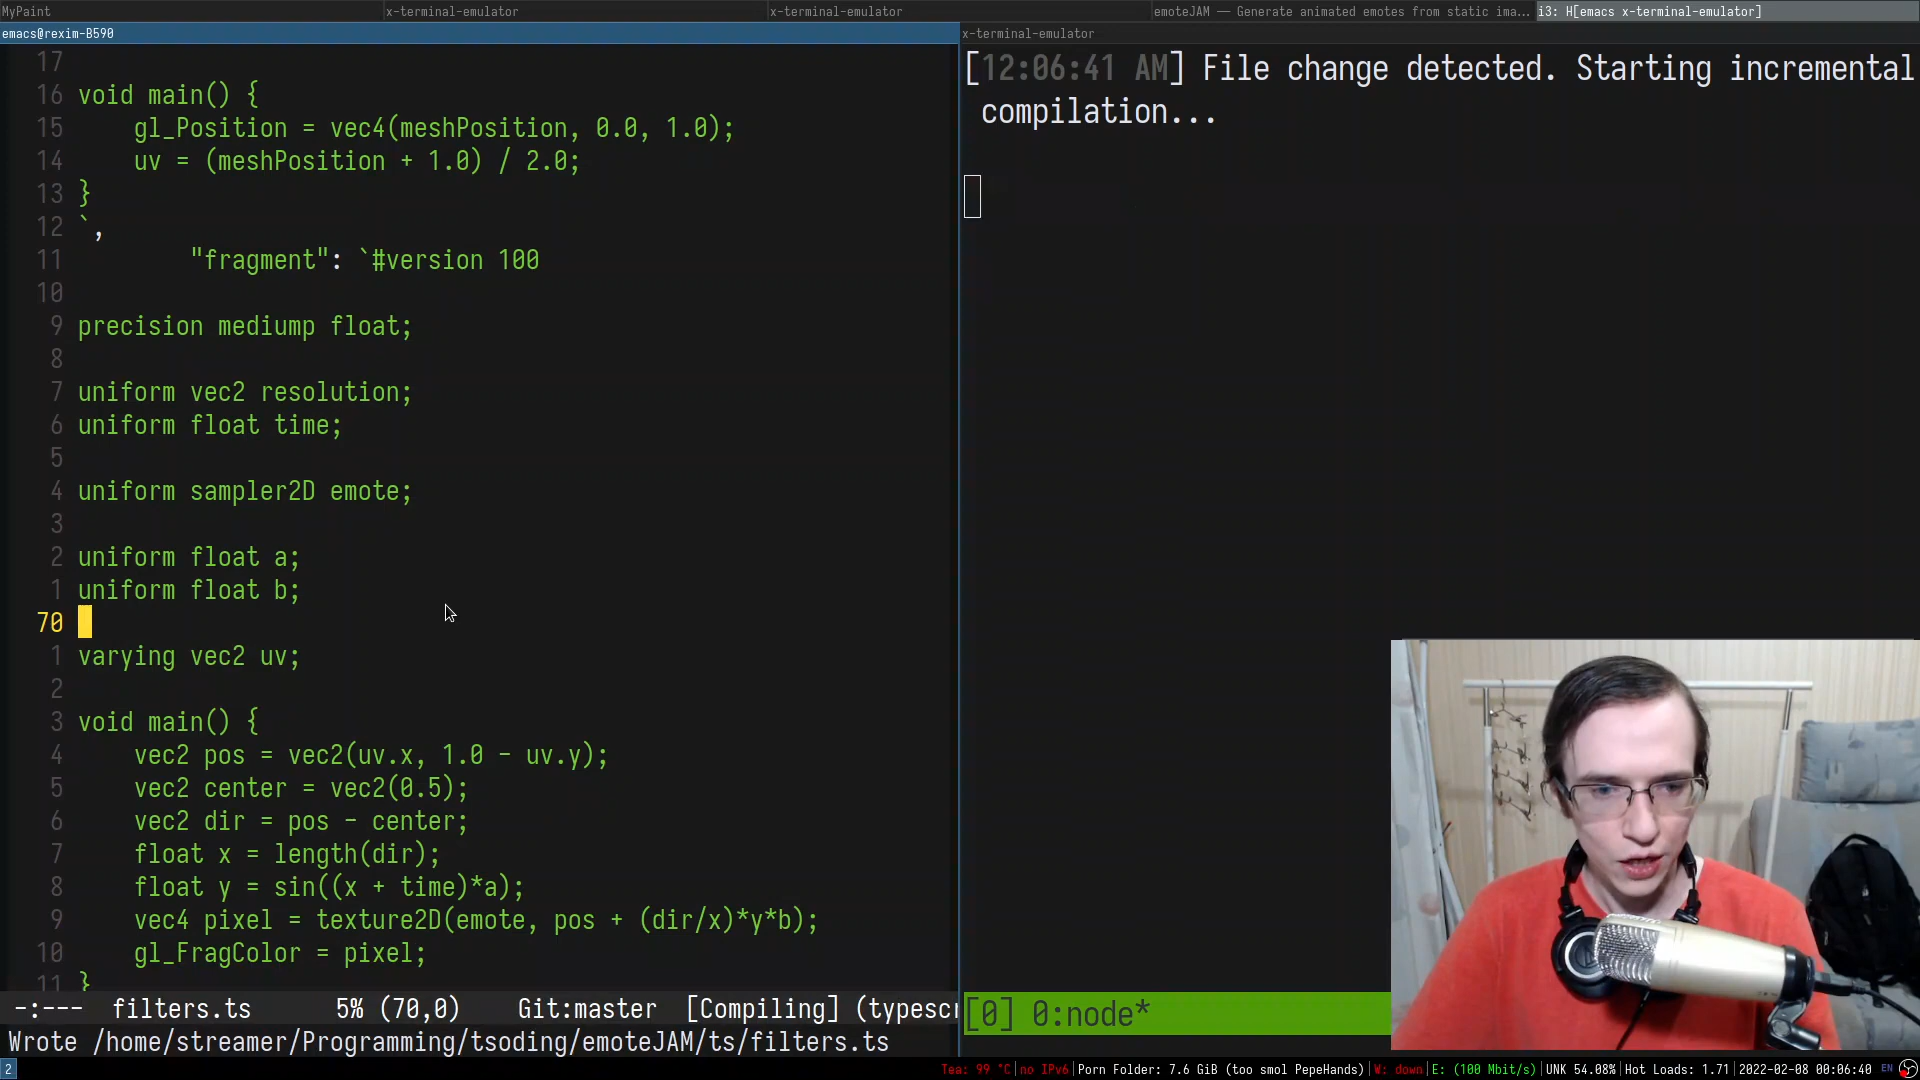 MyPaint
x-terminal-emulator
x-terminal-emulator
emoteJAM —— Generate animated emotes from static ima...
i3: H[emacs x-terminal-emulator]
emacs@rexim-B590
x-terminal-emulator
17
16 void main() {
15 gl_Position = vec4(meshPosition, 0.0, 1.0);
14 uv = (meshPosition + 1.0) / 2.0;
13 }
12 `,
11 "fragment": `#version 100
10
9 precision mediump float;
8
7 uniform vec2 resolution;
6 uniform float time;
5
4 uniform sampler2D emote;
3
2 uniform float a;
1 uniform float b;
70
1 varying vec2 uv;
2
3 void main() {
4 vec2 pos = vec2(uv.x, 1.0 - uv.y);
5 vec2 center = vec2(0.5);
6 vec2 dir = pos - center;
7 float x = length(dir);
8 float y = sin((x + time)*a);
9 vec4 pixel = texture2D(emote, pos + (dir/x)*y*b);
10 gl_FragColor = pixel;
11 }
-:--- filters.ts 5% (70,0) Git:master [Compiling] (typescr
Wrote /home/streamer/Programming/tsoding/emoteJAM/ts/filters.ts
[12:06:41 AM] File change detected. Starting incremental
compilation...
[0] 0:node*
2
Tea: 99 °C|no IPv6|Porn Folder: 7.6 GiB (too smol PepeHands)|W: down|E: (100 Mbit/s)|UNK 54.08%|Hot Loads: 1.71|2022-02-08 00:06:40 EN